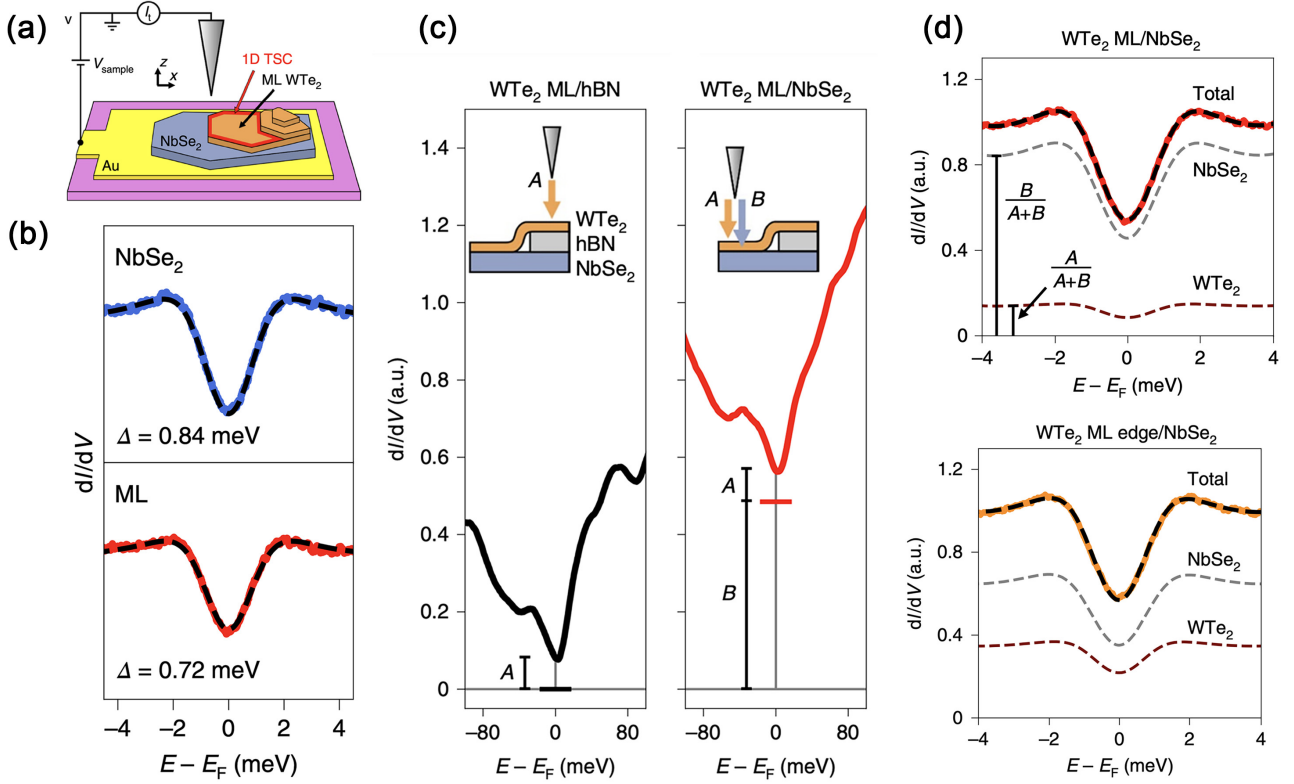 (a)
v
Iₜ
V_sample
z
x
1D TSC
ML WTe₂
NbSe₂
Au
(b)
NbSe₂
Δ = 0.84 meV
ML
Δ = 0.72 meV
dI/dV
−4 −2 0 2 4
E – E_F (meV)
(c)
WTe₂ ML/hBN
1.4
1.2
1.0
0.8
0.6
0.4
0.2
0
dI/dV (a.u.)
A
WTe₂
hBN
NbSe₂
A
−80 0 80
E – E_F (meV)
WTe₂ ML/NbSe₂
A B
A
B
−80 0 80
E – E_F (meV)
(d)
WTe₂ ML/NbSe₂
1.2
0.8
0.4
0
dI/dV (a.u.)
Total
NbSe₂
B
A+B
A
A+B
WTe₂
−4 −2 0 2 4
E – E_F (meV)
WTe₂ ML edge/NbSe₂
1.2
0.8
0.4
0
dI/dV (a.u.)
Total
NbSe₂
WTe₂
−4 −2 0 2 4
E – E_F (meV)